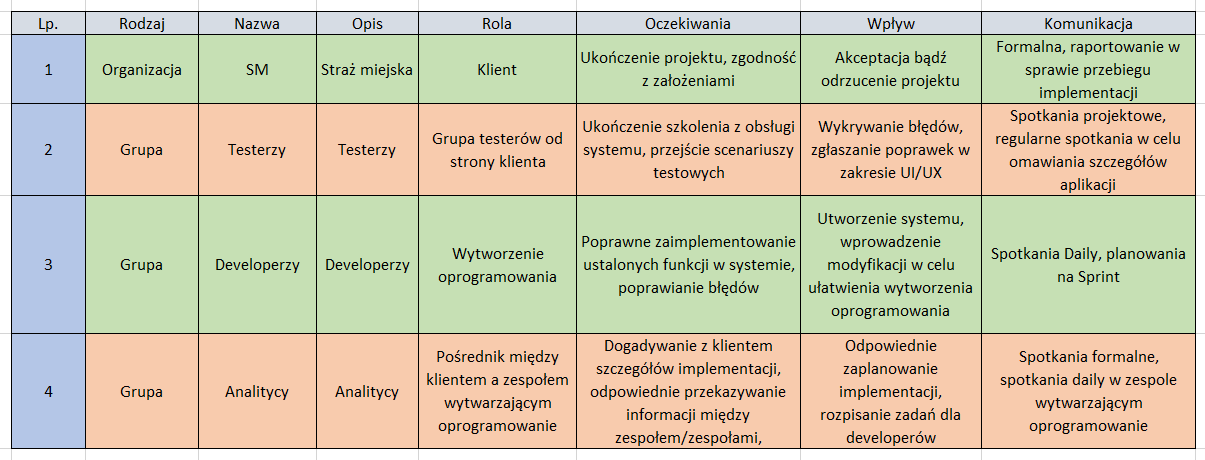 Lp. Rodzaj Nazwa Opis Rola Oczekiwania Wpływ Komunikacja
1 Organizacja SM Straż miejska Klient
Ukończenie projektu, zgodność
z założeniami
Akceptacja bądź
odrzucenie projektu
Formalna, raportowanie w
sprawie przebiegu
implementacji
2 Grupa Testerzy Testerzy
Grupa testerów od
strony klienta
Ukończenie szkolenia z obsługi
systemu, przejście scenariuszy
testowych
Wykrywanie błędów,
zgłaszanie poprawek w
zakresie UI/UX
Spotkania projektowe,
regularne spotkania w celu
omawiania szczegółów
aplikacji
3 Grupa Developerzy Developerzy
Wytworzenie
oprogramowania
Poprawne zaimplementowanie
ustalonych funkcji w systemie,
poprawianie błędów
Utworzenie systemu,
wprowadzenie
modyfikacji w celu
ułatwienia wytworzenia
oprogramowania
Spotkania Daily, planowania
na Sprint
4 Grupa Analitycy Analitycy
Pośrednik między
klientem a zespołem
wytwarzającym
oprogramowanie
Dogadywanie z klientem
szczegółów implementacji,
odpowiednie przekazywanie
informacji między
zespołem/zespołami,
Odpowiednie
zaplanowanie
implementacji,
rozpisanie zadań dla
developerów
Spotkania formalne,
spotkania daily w zespole
wytwarzającym
oprogramowanie